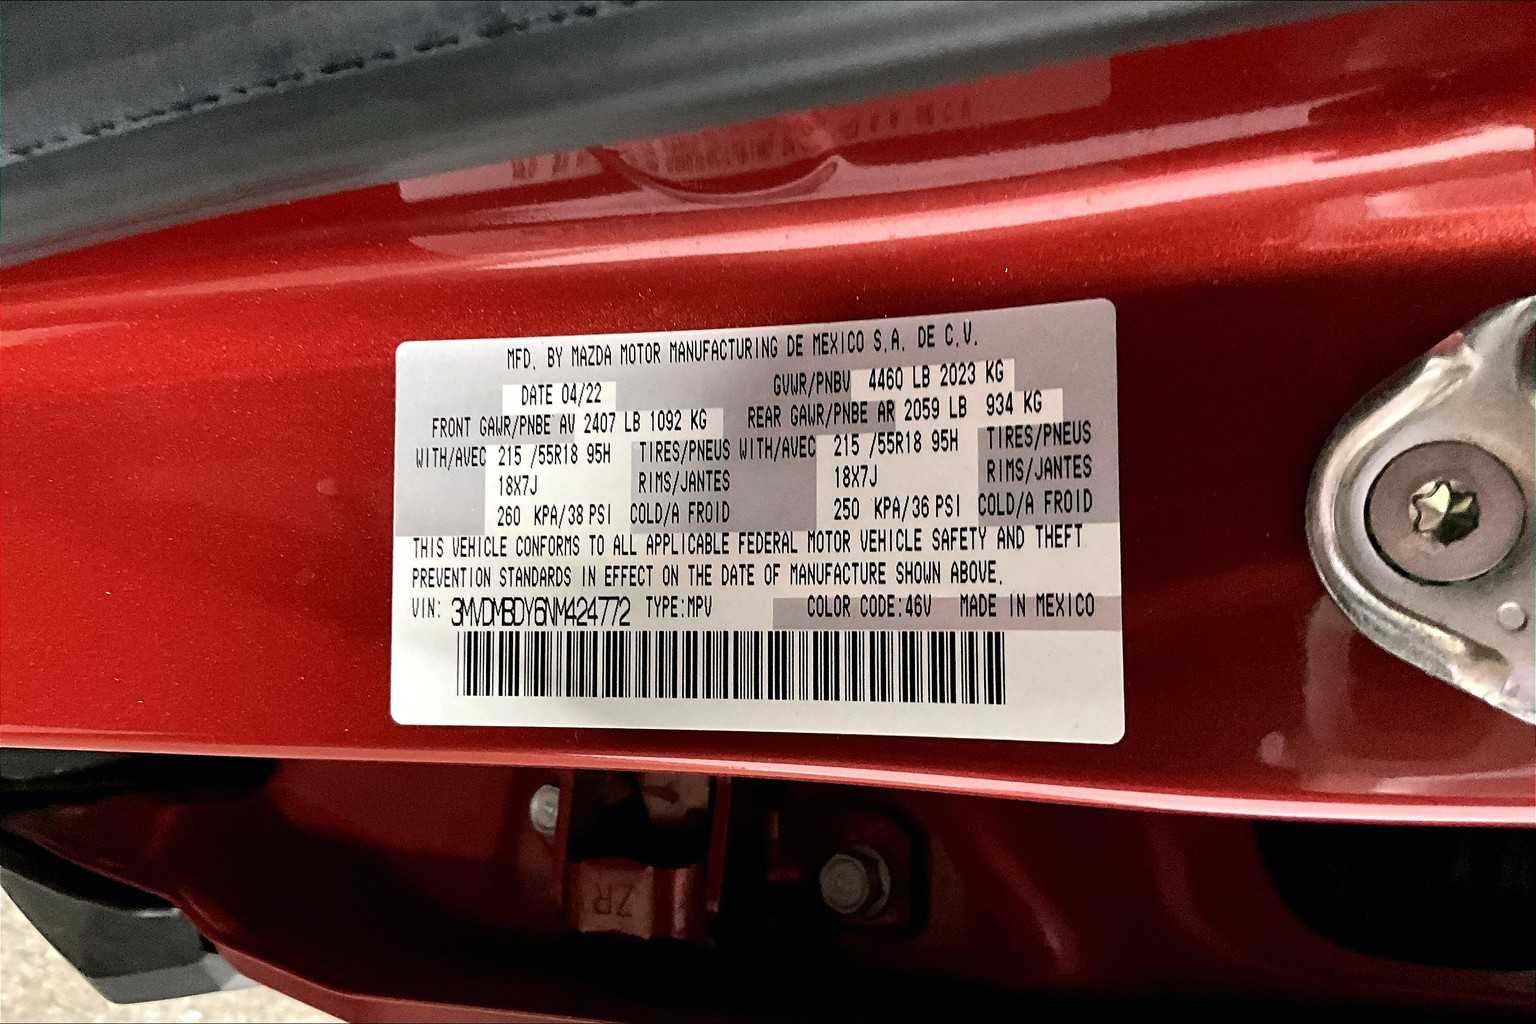 MFD. BY MAZDA MOTOR MANUFACTURING DE MEXICO S.A. DE C.V.
DATE 04/22 GVWR/PNBV 4460 LB 2023 KG
FRONT GAWR/PNBE AV 2407 LB 1092 KG REAR GAWR/PNBE AR 2059 LB 934 KG
WITH/AVEC 215 /55R18 95H TIRES/PNEUS WITH/AVEC 215 /55R18 95H TIRES/PNEUS
18X7J RIMS/JANTES 18X7J RIMS/JANTES
260 KPA/38 PSI COLD/A FROID 250 KPA/36 PSI COLD/A FROID
THIS VEHICLE CONFORMS TO ALL APPLICABLE FEDERAL MOTOR VEHICLE SAFETY AND THEFT
PREVENTION STANDARDS IN EFFECT ON THE DATE OF MANUFACTURE SHOWN ABOVE.
VIN: 3MVDMBDY6NM424772 TYPE:MPV COLOR CODE:46V MADE IN MEXICO
ZR